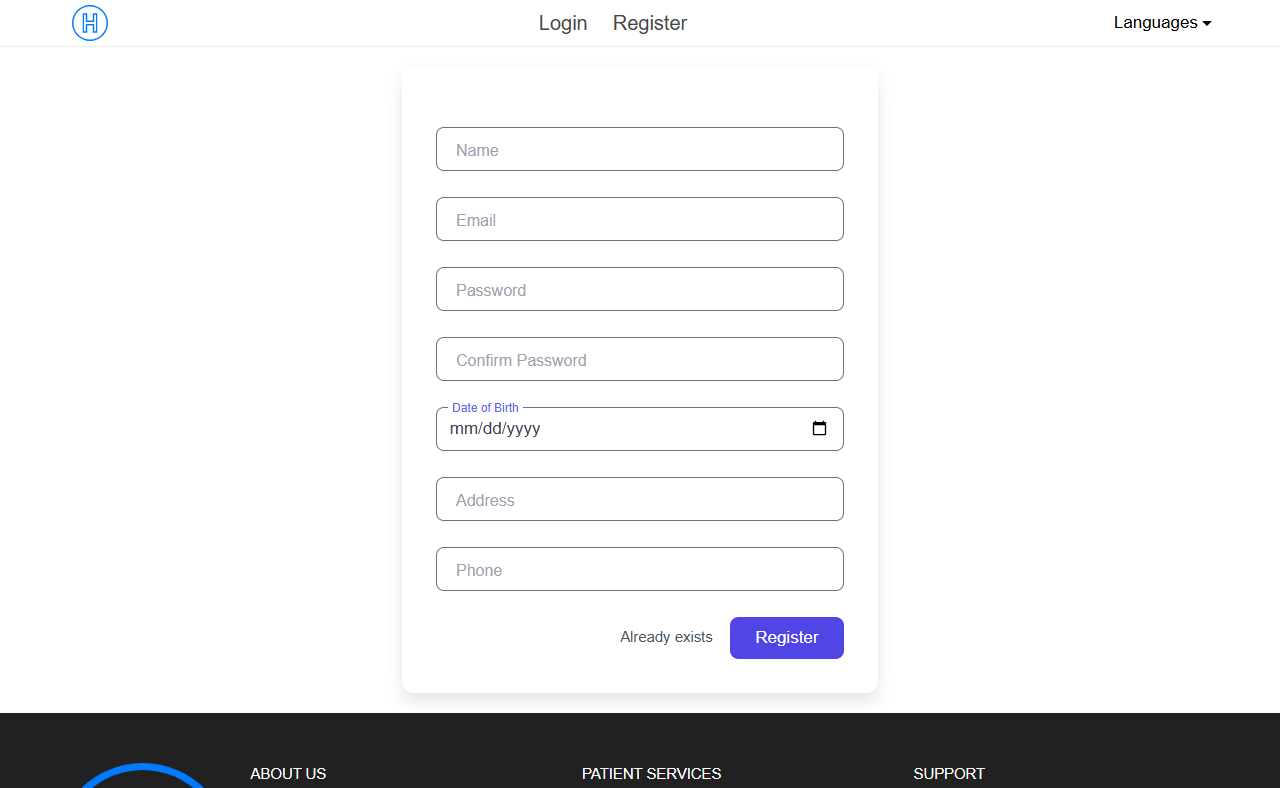 H
Login Register Languages
Name
Email
Password
Confirm Password
Date of Birth
mm/dd/yyyy
Address
Phone
Already exists Register
ABOUT US PATIENT SERVICES SUPPORT